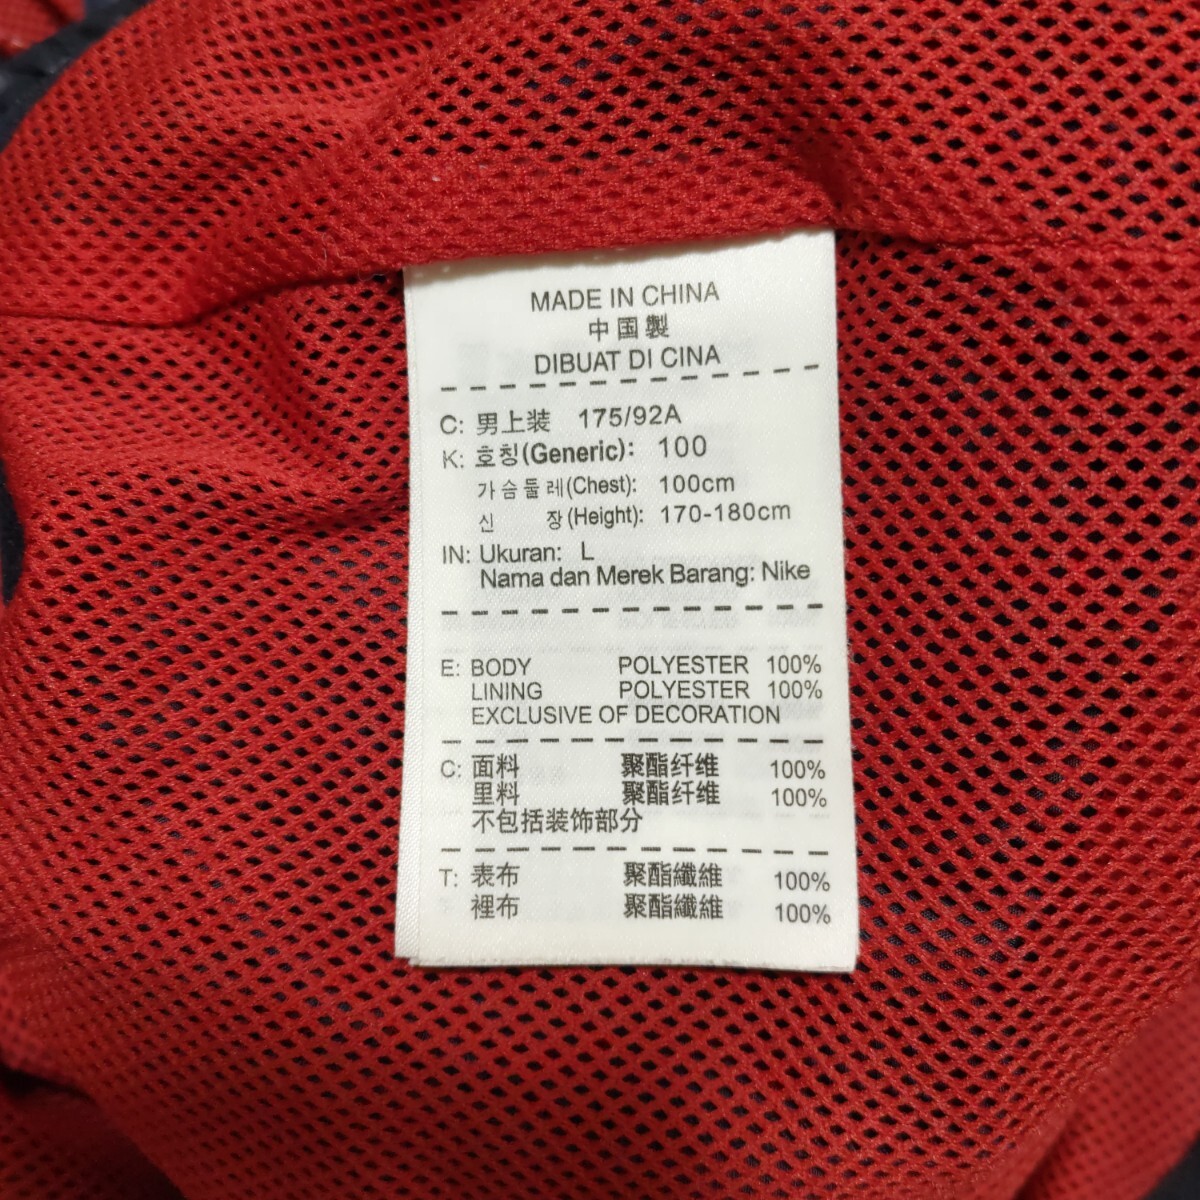 MADE IN CHINA
中国製
DIBUAT DI CINA
C: 男上装 175/92A
K: 호칭(Generic): 100
가슴둘레(Chest): 100cm
신 장(Height): 170-180cm
IN: Ukuran: L
Nama dan Merek Barang: Nike
E: BODY POLYESTER 100%
LINING POLYESTER 100%
EXCLUSIVE OF DECORATION
C: 面料 聚酯纤维 100%
里料 聚酯纤维 100%
不包括装饰部分
T: 表布 聚酯纖維 100%
裡布 聚酯纖維 100%